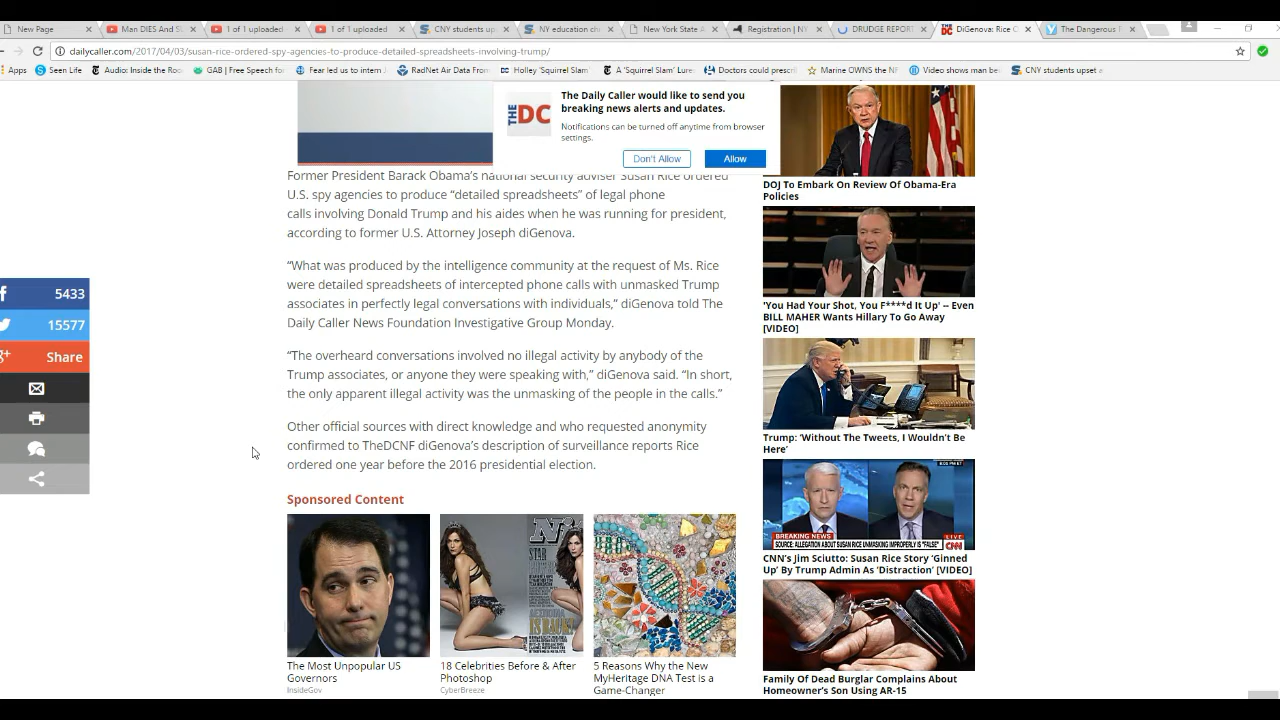 New Page
Man DIES And S
1 of 1 uploaded
1 of 1 uploaded
CNY students up
NY education ch
New York State A
Registration | NY
DRUDGE REPORT
DiGenova: Rice O
The Dangerous
dailycaller.com/2017/04/03/susan-rice-ordered-spy-agencies-to-produce-detailed-spreadsheets-involving-trump/
Apps
Seen Life
Audio: Inside the Roo
GAB | Free Speech fo
Fear led us to intern J
RadNet Air Data From
Holley 'Squirrel Slam'
A 'Squirrel Slam' Lure
Doctors could prescri
Marine OWNS the NF
Video shows man be
CNY students upset a
THE DC
The Daily Caller would like to send you
breaking news alerts and updates.
Notifications can be turned off anytime from browser
settings.
Don't Allow
Allow
Former President Barack Obama's national security adviser Susan Rice ordered
U.S. spy agencies to produce “detailed spreadsheets” of legal phone
calls involving Donald Trump and his aides when he was running for president,
according to former U.S. Attorney Joseph diGenova.
“What was produced by the intelligence community at the request of Ms. Rice
were detailed spreadsheets of intercepted phone calls with unmasked Trump
associates in perfectly legal conversations with individuals,” diGenova told The
Daily Caller News Foundation Investigative Group Monday.
“The overheard conversations involved no illegal activity by anybody of the
Trump associates, or anyone they were speaking with,” diGenova said. “In short,
the only apparent illegal activity was the unmasking of the people in the calls.”
Other official sources with direct knowledge and who requested anonymity
confirmed to TheDCNF diGenova's description of surveillance reports Rice
ordered one year before the 2016 presidential election.
5433
15577
Share
Sponsored Content
The Most Unpopular US
Governors
InsideGov
18 Celebrities Before & After
Photoshop
CyberBreeze
5 Reasons Why the New
MyHeritage DNA Test is a
Game-Changer
DOJ To Embark On Review Of Obama-Era
Policies
'You Had Your Shot, You F****d It Up' -- Even
BILL MAHER Wants Hillary To Go Away
[VIDEO]
Trump: 'Without The Tweets, I Wouldn't Be
Here'
BREAKING NEWS
SOURCE: ALLEGATION ABOUT SUSAN RICE UNMASKING IMPROPERLY IS "FALSE"
LIVE
CNN
CNN's Jim Sciutto: Susan Rice Story 'Ginned
Up' By Trump Admin As 'Distraction' [VIDEO]
Family Of Dead Burglar Complains About
Homeowner's Son Using AR-15